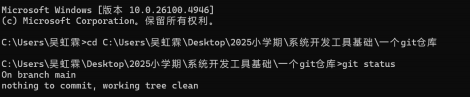 Microsoft Windows [版本 10.0.26100.4946]
(c) Microsoft Corporation。保留所有权利。
C:\Users\吴虹霖>cd C:\Users\吴虹霖\Desktop\2025小学期\系统开发工具基础\一个git仓库
C:\Users\吴虹霖\Desktop\2025小学期\系统开发工具基础\一个git仓库>git status
On branch main
nothing to commit, working tree clean